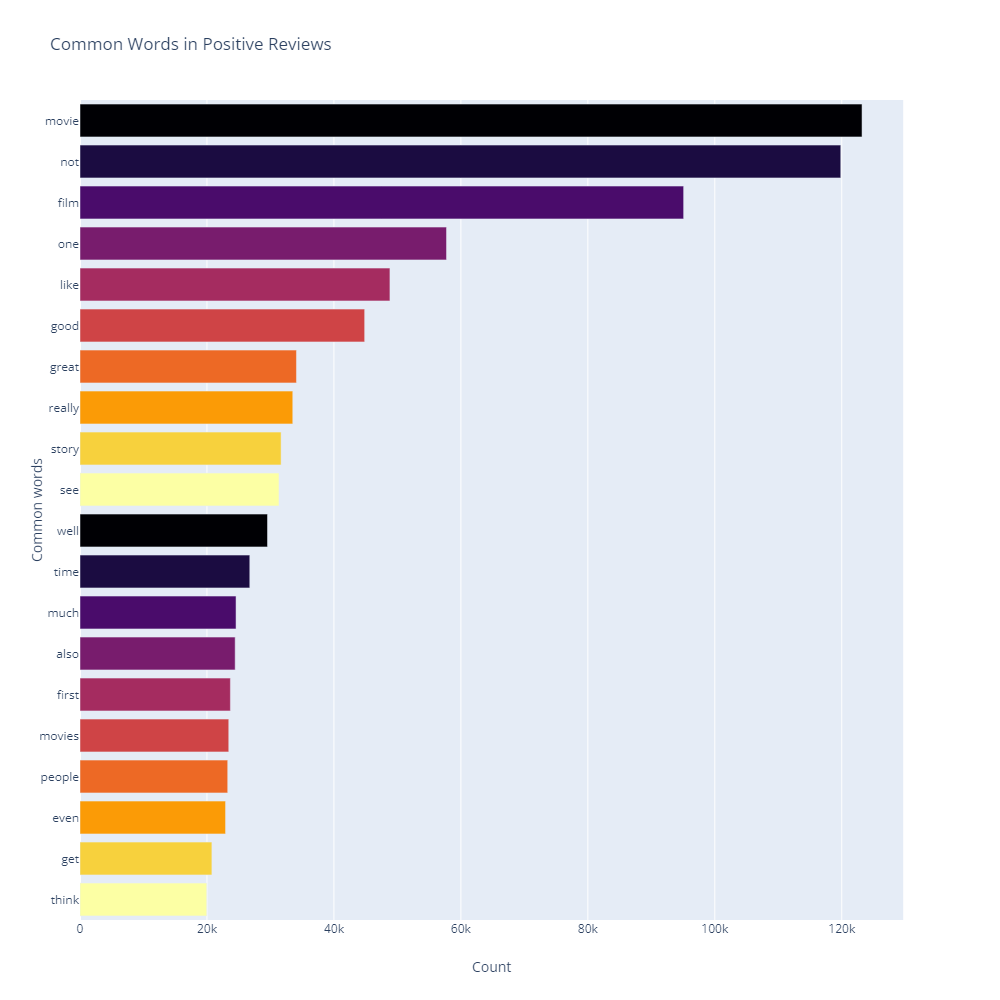 Common Words in Positive Reviews
movie
not
film
one
like
good
great
really
story
see
well
time
much
also
first
movies
people
even
get
think
Common words
0 20k 40k 60k 80k 100k 120k
Count